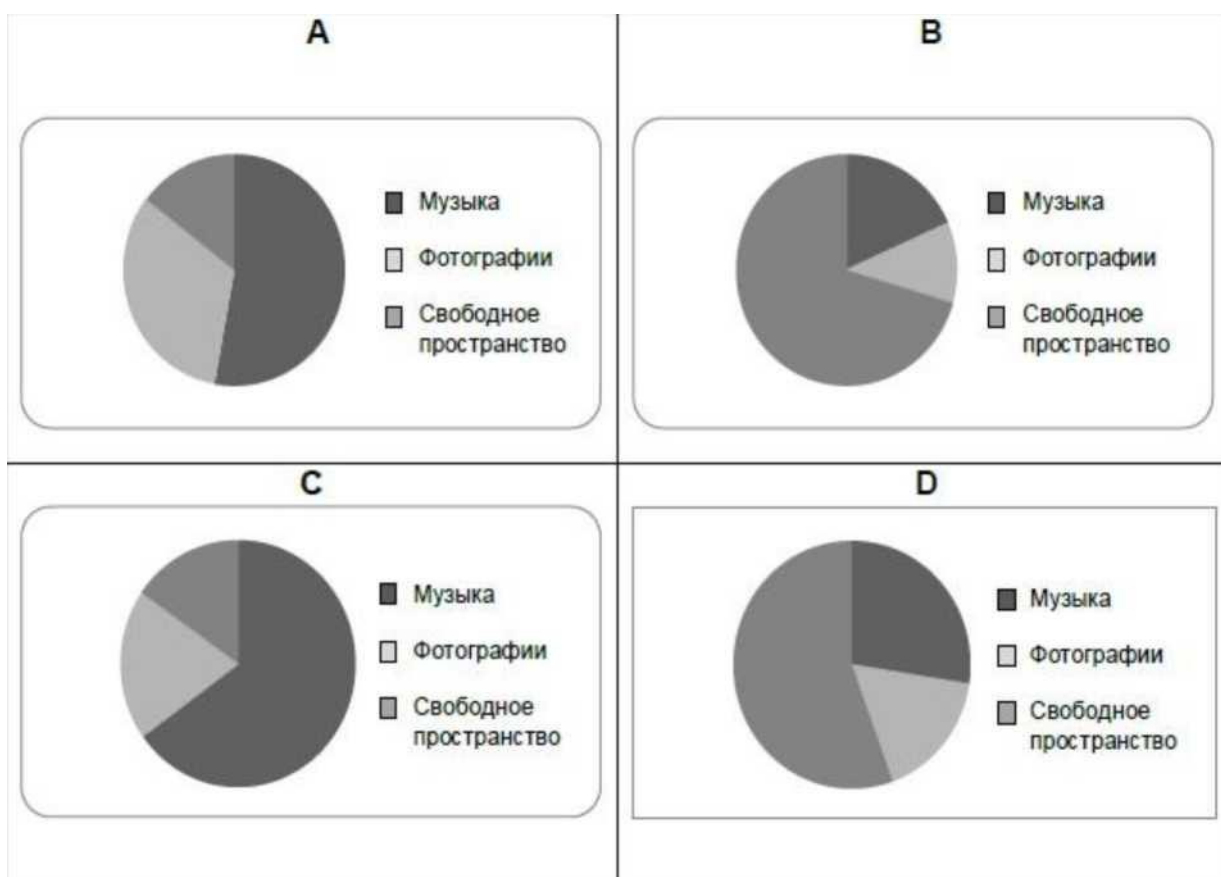 A
Музыка
Фотографии
Свободное
пространство
B
Музыка
Фотографии
Свободное
пространство
C
Музыка
Фотографии
Свободное
пространство
D
Музыка
Фотографии
Свободное
пространство